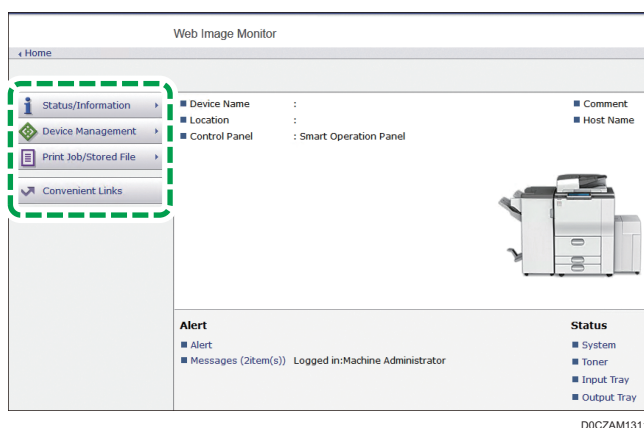 Web Image Monitor
Home
Status/Information
Device Management
Print Job/Stored File
Convenient Links
Device Name :
Location :
Control Panel : Smart Operation Panel
Comment
Host Name
Alert
Alert
Messages (2item(s)) Logged in:Machine Administrator
Status
System
Toner
Input Tray
Output Tray
D0CZAM131